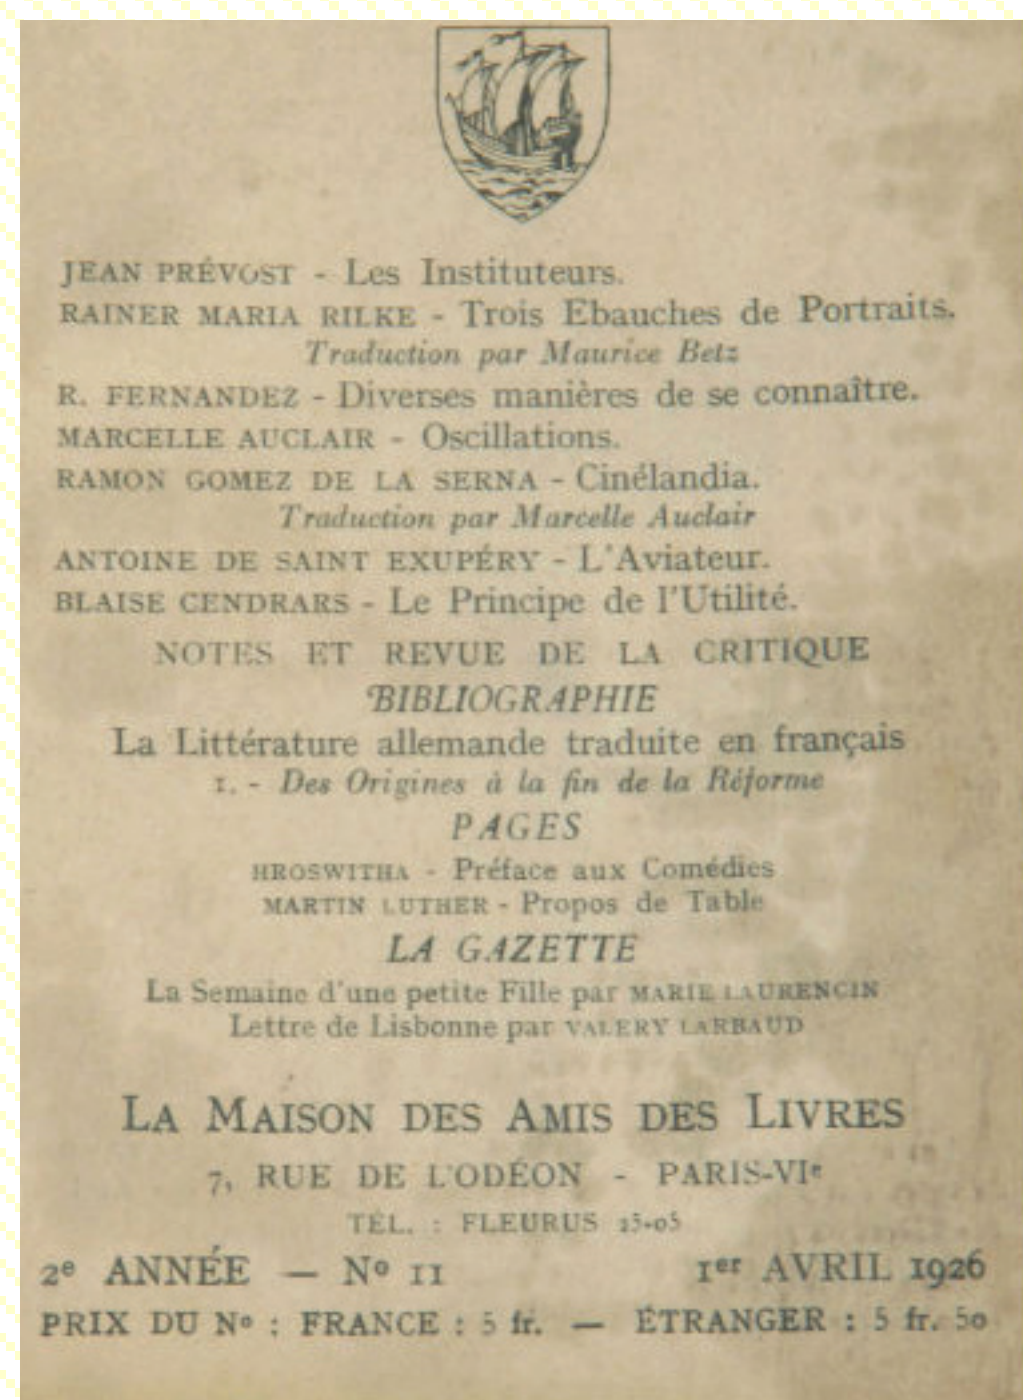 JEAN PRÉVOST - Les Instituteurs.
RAINER MARIA RILKE - Trois Ebauches de Portraits.
Traduction par Maurice Betz
R. FERNANDEZ - Diverses manières de se connaître.
MARCELLE AUCLAIR - Oscillations.
RAMON GOMEZ DE LA SERNA - Cinélandia.
Traduction par Marcelle Auclair
ANTOINE DE SAINT EXUPÉRY - L'Aviateur.
BLAISE CENDRARS - Le Principe de l'Utilité.
NOTES ET REVUE DE LA CRITIQUE
BIBLIOGRAPHIE
La Littérature allemande traduite en français
1. - Des Origines à la fin de la Réforme
PAGES
HROSWITHA - Préface aux Comédies
MARTIN LUTHER - Propos de Table
LA GAZETTE
La Semaine d'une petite Fille par MARIE LAURENCIN
Lettre de Lisbonne par VALERY LARBAUD
LA MAISON DES AMIS DES LIVRES
7, RUE DE L'ODÉON - PARIS-VIe
TÉL. : FLEURUS 25-05
2e ANNÉE — No 11 1er AVRIL 1926
PRIX DU No : FRANCE : 5 fr. — ÉTRANGER : 5 fr. 50